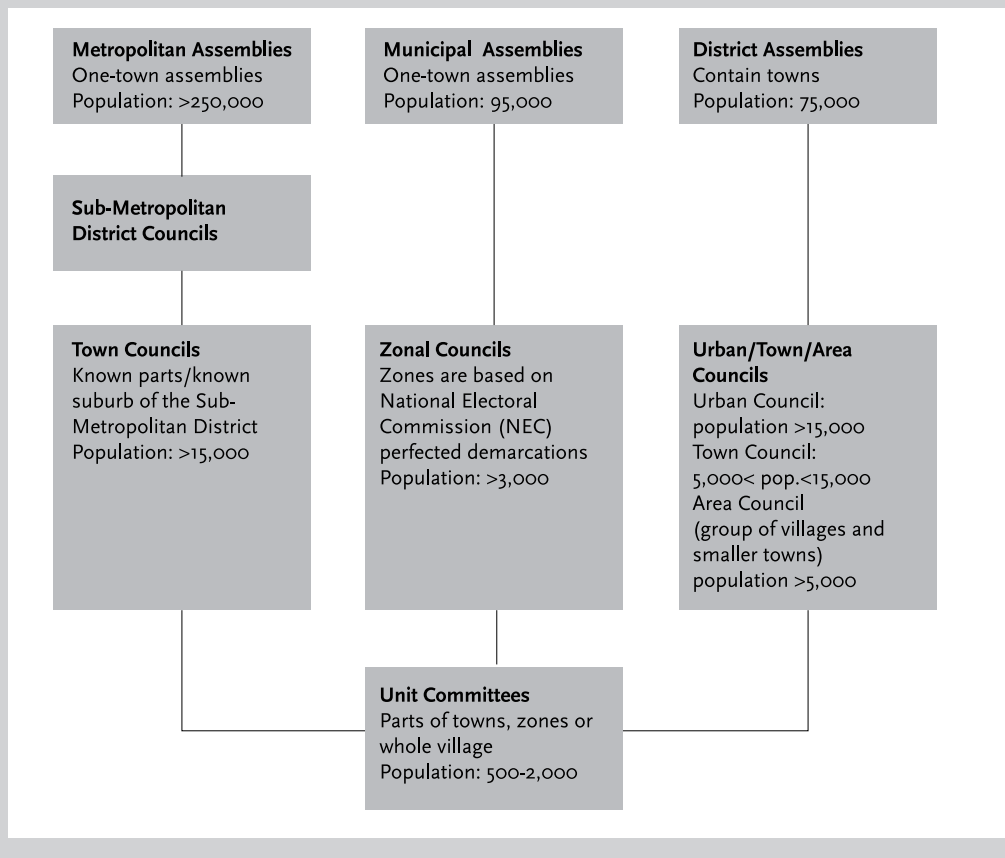 Metropolitan Assemblies
One-town assemblies
Population: >250,000
Municipal Assemblies
One-town assemblies
Population: 95,000
District Assemblies
Contain towns
Population: 75,000
Sub-Metropolitan
District Councils
Town Councils
Known parts/known
suburb of the Sub-
Metropolitan District
Population: >15,000
Zonal Councils
Zones are based on
National Electoral
Commission (NEC)
perfected demarcations
Population: >3,000
Urban/Town/Area
Councils
Urban Council:
population >15,000
Town Council:
5,000< pop.<15,000
Area Council
(group of villages and
smaller towns)
population >5,000
Unit Committees
Parts of towns, zones or
whole village
Population: 500-2,000